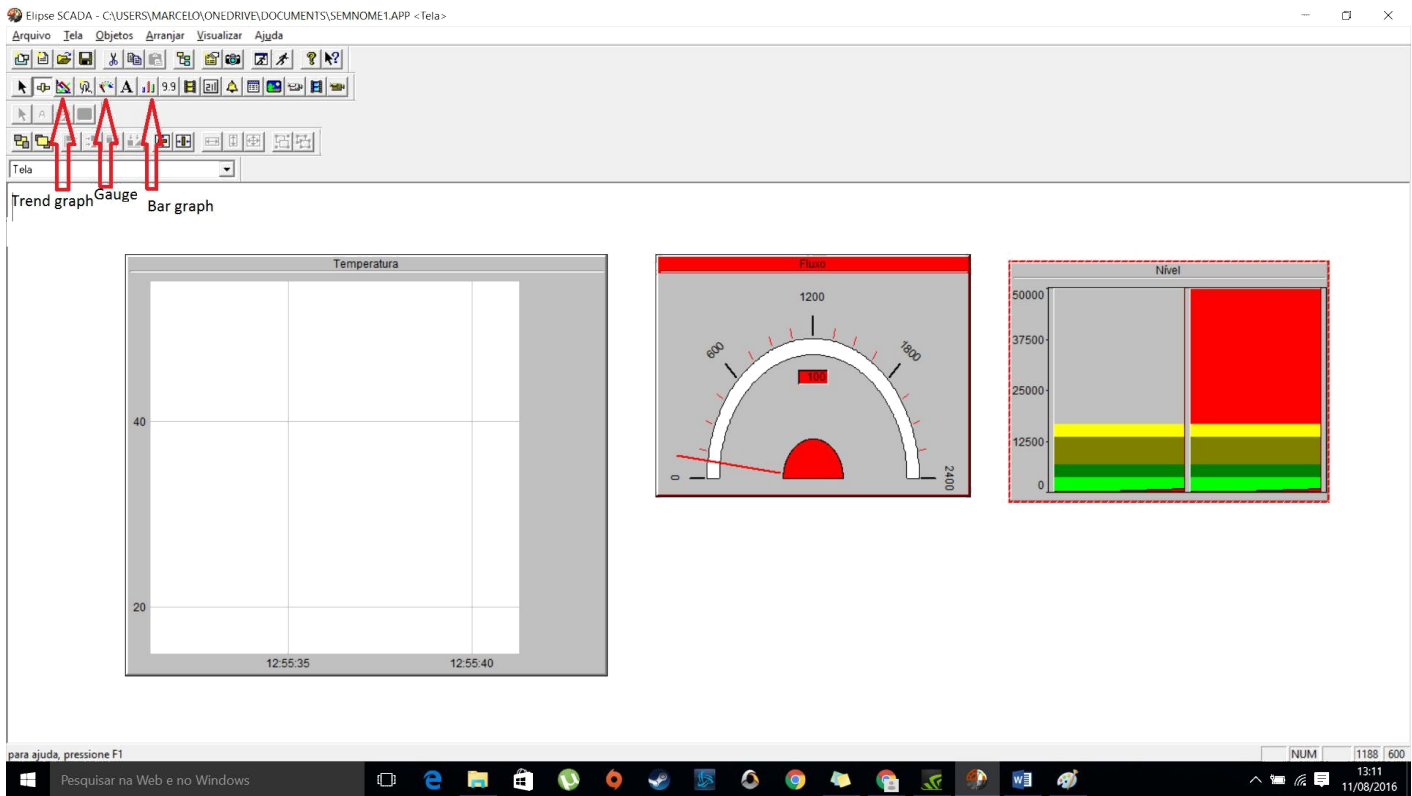 Elipse SCADA - C:\USERS\MARCELO\ONEDRIVE\DOCUMENTS\SEMNOME1.APP <Tela>
Arquivo Tela Objetos Arranjar Visualizar Ajuda
A 9.9
A
Tela
Trend graph
Gauge
Bar graph
Temperatura
40
20
12:55:35 12:55:40
Fluxo
0 600 1200 1800 2400
100
Nível
50000
37500
25000
12500
0
para ajuda, pressione F1
NUM 1188 600
Pesquisar na Web e no Windows
13:11
11/08/2016